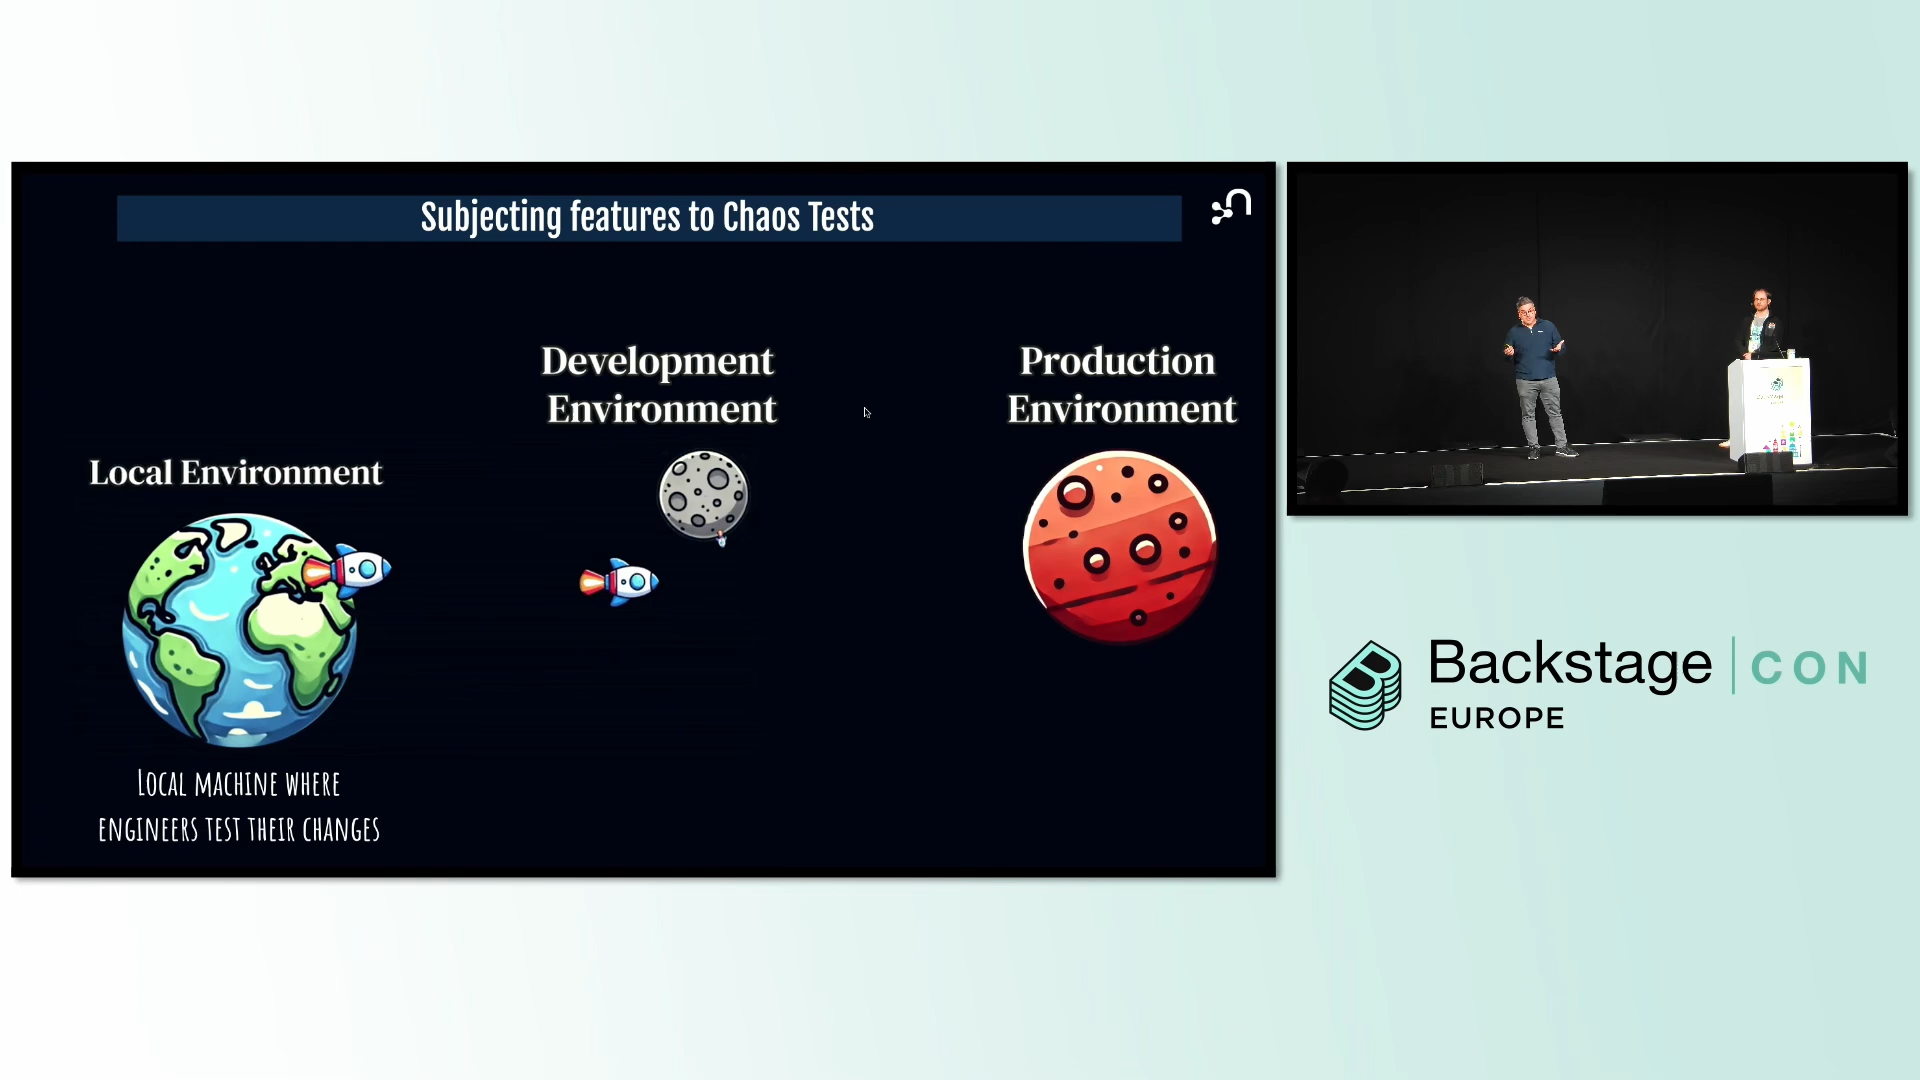 Subjecting features to Chaos Tests
Development
Environment
Production
Environment
Local Environment
Local machine where
engineers test their changes
Backstage CON
EUROPE